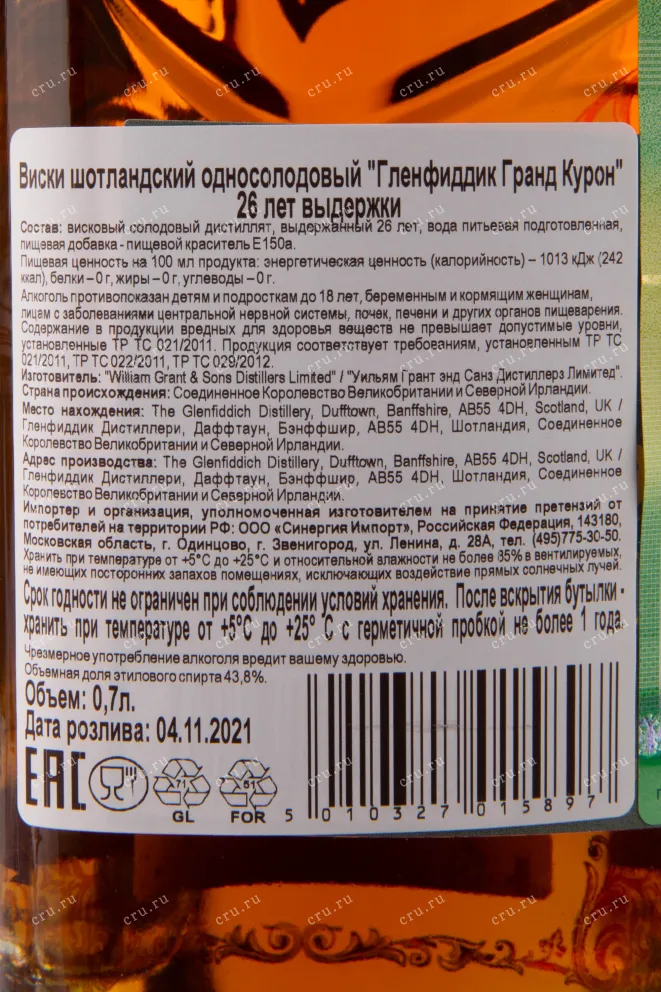 Виски шотландский односолодовый "Гленфиддик Гранд Курон"
26 лет выдержки
Состав: висковый солодовый дистиллят, выдержанный 26 лет, вода питьевая подготовленная,
пищевая добавка - пищевой краситель Е150а.
Пищевая ценность на 100 мл продукта: энергетическая ценность (калорийность) – 1013 кДж (242
ккал), белки – 0 г, жиры – 0 г, углеводы – 0 г.
Алкоголь противопоказан детям и подросткам до 18 лет, беременным и кормящим женщинам,
лицам с заболеваниями центральной нервной системы, почек, печени и других органов пищеварения.
Содержание в продукции вредных для здоровья веществ не превышает допустимые уровни,
установленные ТР ТС 021/2011. Продукция соответствует требованиям, установленным ТР ТС
021/2011, ТР ТС 022/2011, ТР ТС 029/2012.
Изготовитель: "William Grant & Sons Distillers Limited" / "Уильям Грант энд Санз Дистиллерз Лимитед".
Страна происхождения: Соединенное Королевство Великобритании и Северной Ирландии.
Место нахождения: The Glenfiddich Distillery, Dufftown, Banffshire, AB55 4DH, Scotland, UK /
Гленфиддик Дистиллери, Даффтаун, Бэнффшир, AB55 4DH, Шотландия, Соединенное
Королевство Великобритании и Северной Ирландии.
Адрес производства: The Glenfiddich Distillery, Dufftown, Banffshire, AB55 4DH, Scotland, UK /
Гленфиддик Дистиллери, Даффтаун, Бэнффшир, AB55 4DH, Шотландия, Соединенное
Королевство Великобритании и Северной Ирландии.
Импортер и организация, уполномоченная изготовителем на принятие претензий от
потребителей на территории РФ: ООО «Синергия Импорт», Российская Федерация, 143180,
Московская область, г. Одинцово, г. Звенигород, ул. Ленина, д. 28А, тел. (495)775-30-50.
Хранить при температуре от +5°С до +25°С и относительной влажности не более 85% в вентилируемых,
не имеющих посторонних запахов помещениях, исключающих воздействие прямых солнечных лучей.
Срок годности не ограничен при соблюдении условий хранения. После вскрытия бутылки -
хранить при температуре от +5°С до +25° С с герметичной пробкой не более 1 года.
Чрезмерное употребление алкоголя вредит вашему здоровью.
Объемная доля этилового спирта 43,8%.
Объем: 0,7л.
Дата розлива: 04.11.2021
EAC
71
GL
51
FOR
5 010327 015897
cru.ru